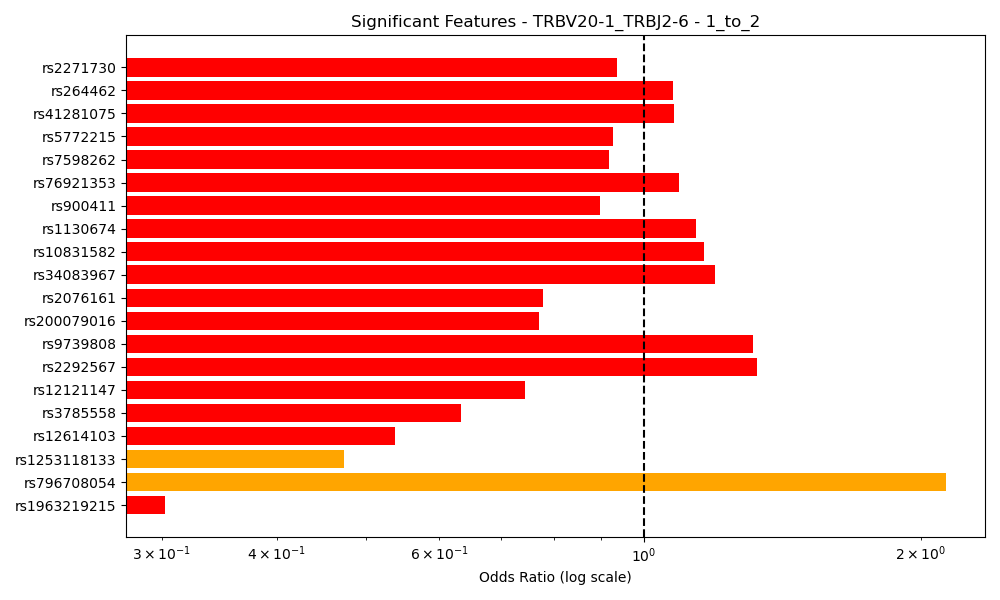 Significant Features - TRBV20-1_TRBJ2-6 - 1_to_2
rs2271730
rs264462
rs41281075
rs5772215
rs7598262
rs76921353
rs900411
rs1130674
rs10831582
rs34083967
rs2076161
rs200079016
rs9739808
rs2292567
rs12121147
rs3785558
rs12614103
rs1253118133
rs796708054
rs1963219215
3 × 10⁻¹ 4 × 10⁻¹ 6 × 10⁻¹ 10⁰ 2 × 10⁰
Odds Ratio (log scale)